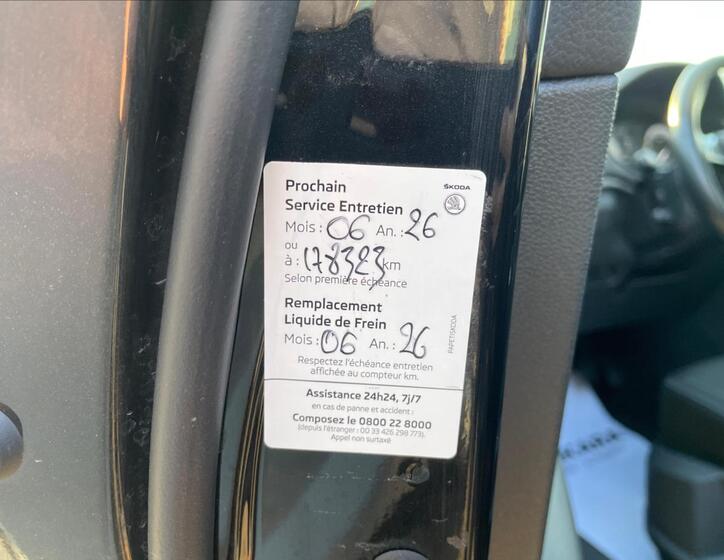 Prochain
Service Entretien
ŠKODA
Mois : 06 An. : 26
ou
à : 178323 km
Selon première échéance
Remplacement
Liquide de Frein
Mois : 06 An. : 26
Respectez l'échéance entretien
affichée au compteur km.
PAPETSKODA
Assistance 24h24, 7j/7
en cas de panne et accident :
Composez le 0800 22 8000
(depuis l'étranger : 00 33 426 298 773).
Appel non surtaxé